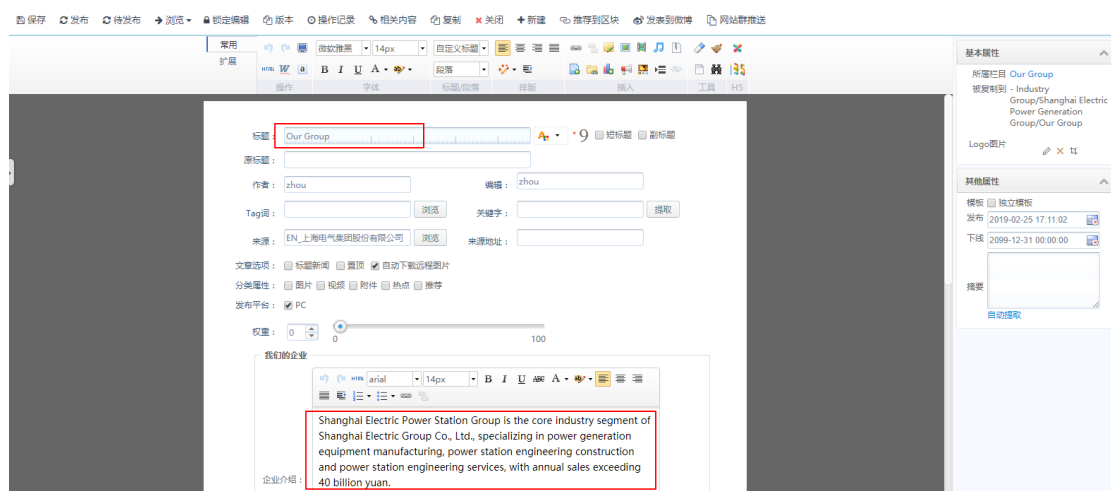 保存 发布 待发布 浏览 锁定编辑 版本 操作记录 相关内容 复制 关闭 新建 推荐到区块 发表到微博 网站群推送
常用
扩展
微软雅黑 14px 自定义标题
HTML W a B I U A 段落
操作 字体 标题/段落 排版 插入 工具 H5
基本属性
所属栏目 Our Group
被复制到 - Industry
Group/Shanghai Electric
Power Generation
Group/Our Group
Logo图片
标题: Our Group * 9 短标题 副标题
原标题:
作者: zhou 编辑: zhou
Tag词: 浏览 关键字: 提取
来源: EN_上海电气集团股份有限公司 浏览 来源地址:
文章选项: 标题新闻 置顶 自动下载远程图片
分类属性: 图片 视频 附件 热点 推荐
发布平台: PC
权重: 0 0 100
其他属性
模板 独立模板
发布 2019-02-25 17:11:02
下线 2099-12-31 00:00:00
摘要
自动提取
我们的企业
HTML arial 14px B I U ABC A
企业介绍:
Shanghai Electric Power Station Group is the core industry segment of
Shanghai Electric Group Co., Ltd., specializing in power generation
equipment manufacturing, power station engineering construction
and power station engineering services, with annual sales exceeding
40 billion yuan.